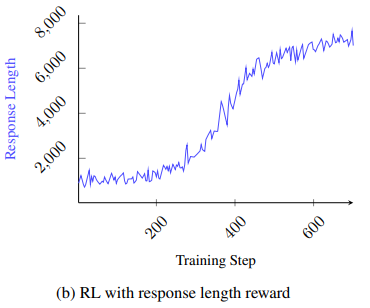 8,000
6,000
4,000
2,000
Response Length
200
400
600
Training Step
(b) RL with response length reward